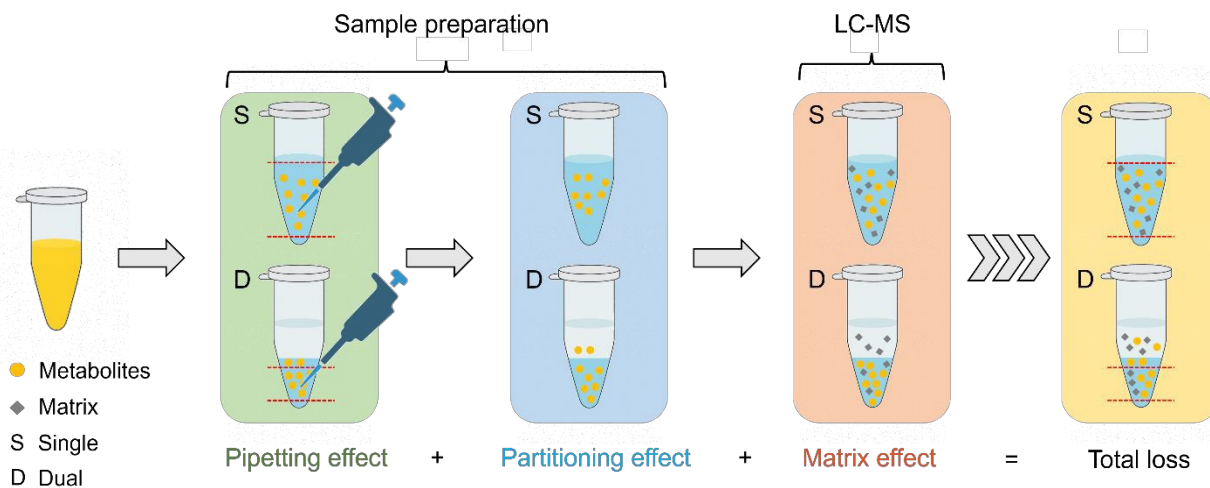 Sample preparation
LC-MS
S
S
S
S
D
D
D
D
Metabolites
Matrix
S Single
D Dual
Pipetting effect + Partitioning effect + Matrix effect = Total loss